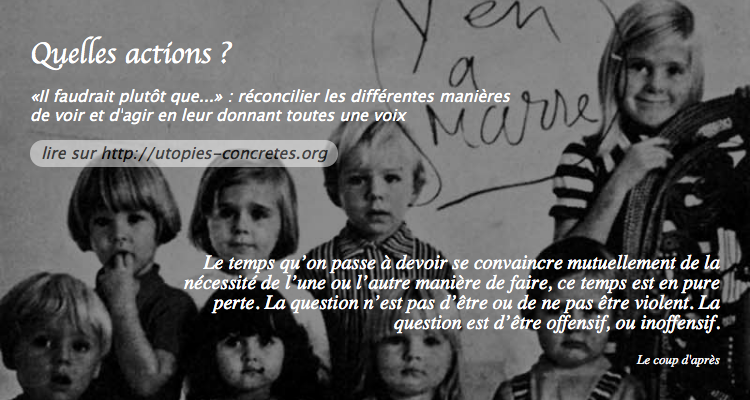 Y'en
a
Marre
Quelles actions ?
«Il faudrait plutôt que...» : réconcilier les différentes manières
de voir et d'agir en leur donnant toutes une voix
lire sur http://utopies-concretes.org
Le temps qu’on passe à devoir se convaincre mutuellement de la
nécessité de l’une ou l’autre manière de faire, ce temps est en pure
perte. La question n’est pas d’être ou de ne pas être violent. La
question est d’être offensif, ou inoffensif.
Le coup d'après